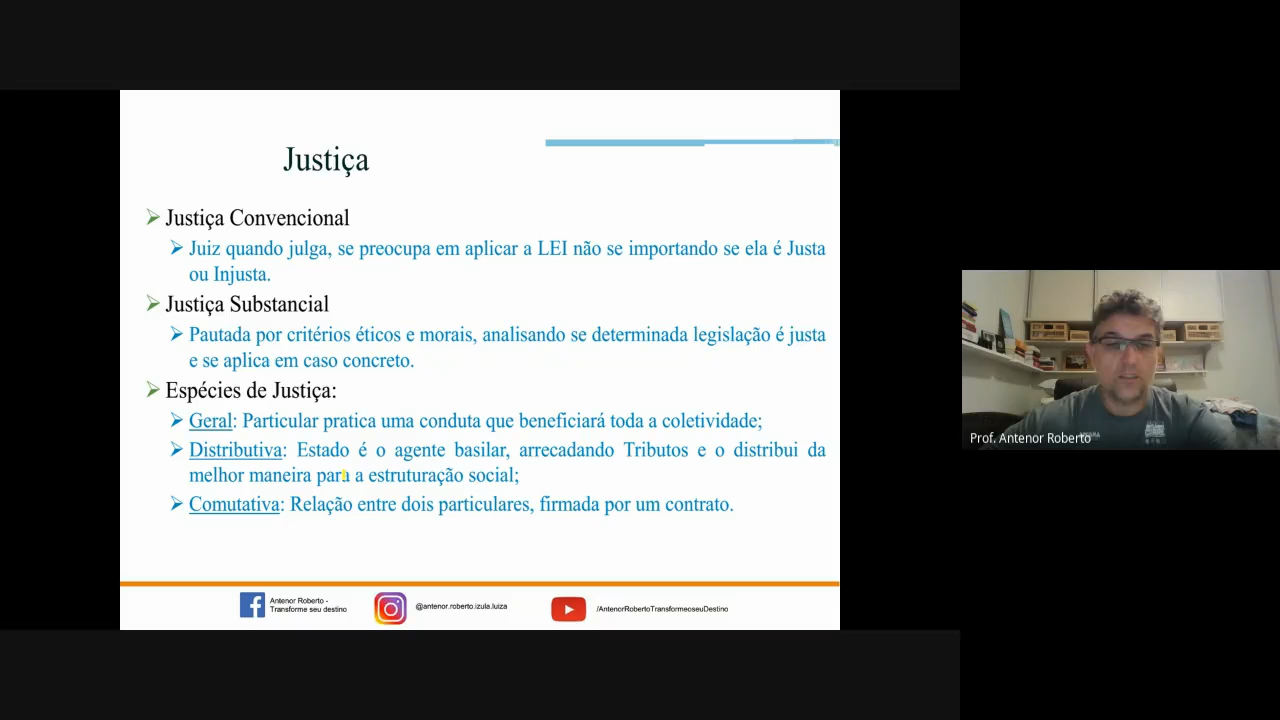 Justiça
Justiça Convencional
Juiz quando julga, se preocupa em aplicar a LEI não se importando se ela é Justa
ou Injusta.
Justiça Substancial
Pautada por critérios éticos e morais, analisando se determinada legislação é justa
e se aplica em caso concreto.
Espécies de Justiça:
Geral: Particular pratica uma conduta que beneficiará toda a coletividade;
Distributiva: Estado é o agente basilar, arrecadando Tributos e o distribui da
melhor maneira para a estruturação social;
Comutativa: Relação entre dois particulares, firmada por um contrato.
Antenor Roberto -
Transforme seu destino
@antenor.roberto.izula.luiza
/AntenorRobertoTransformeoseuDestino
Prof. Antenor Roberto